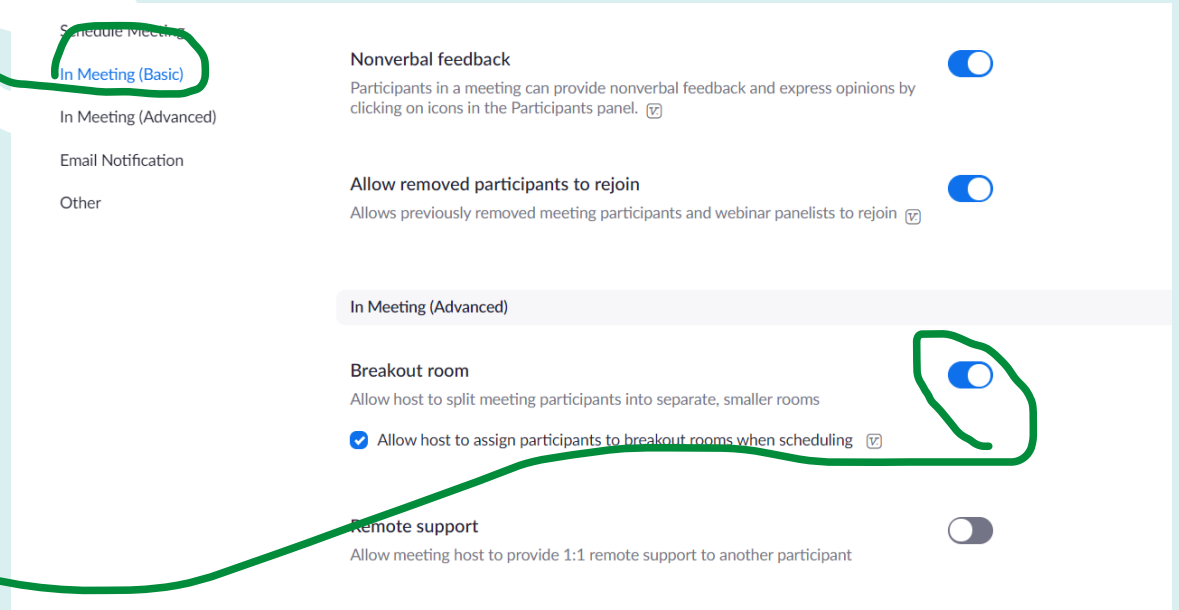 Schedule Meeting
In Meeting (Basic)
In Meeting (Advanced)
Email Notification
Other
Nonverbal feedback
Participants in a meeting can provide nonverbal feedback and express opinions by
clicking on icons in the Participants panel.
Allow removed participants to rejoin
Allows previously removed meeting participants and webinar panelists to rejoin
In Meeting (Advanced)
Breakout room
Allow host to split meeting participants into separate, smaller rooms
Allow host to assign participants to breakout rooms when scheduling
Remote support
Allow meeting host to provide 1:1 remote support to another participant